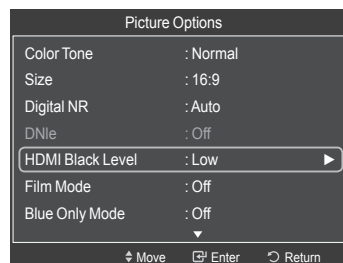 Picture Options
Color Tone : Normal
Size : 16:9
Digital NR : Auto
DNIe : Off
HDMI Black Level : Low ►
Film Mode : Off
Blue Only Mode : Off
▼
Move Enter Return